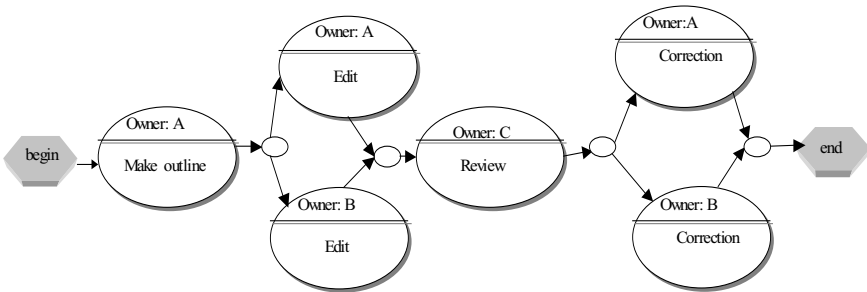 begin
Owner: A
Make outline
Owner: A
Edit
Owner: B
Edit
Owner: C
Review
Owner:A
Correction
Owner: B
Correction
end